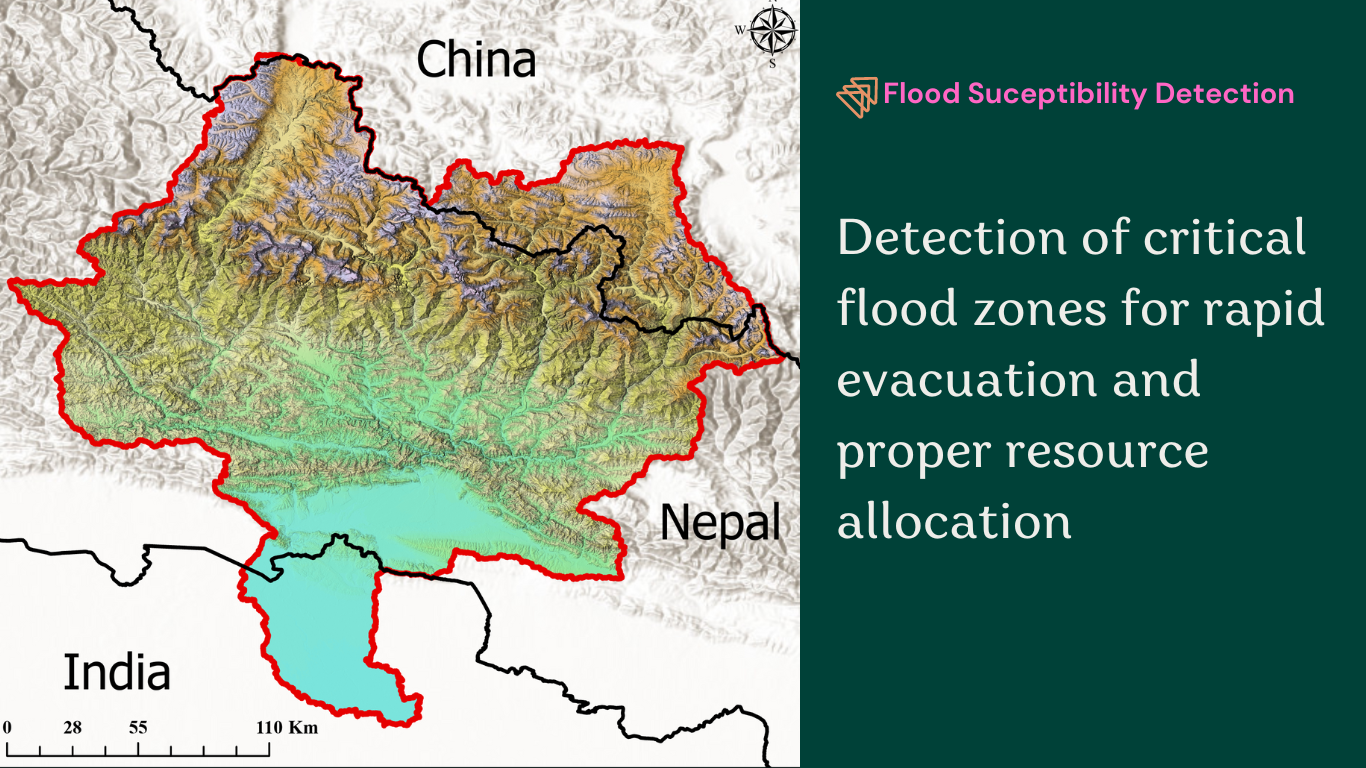 China
N
W
S
Nepal
India
0 28 55 110 Km
Flood Suceptibility Detection
Detection of critical
flood zones for rapid
evacuation and
proper resource
allocation